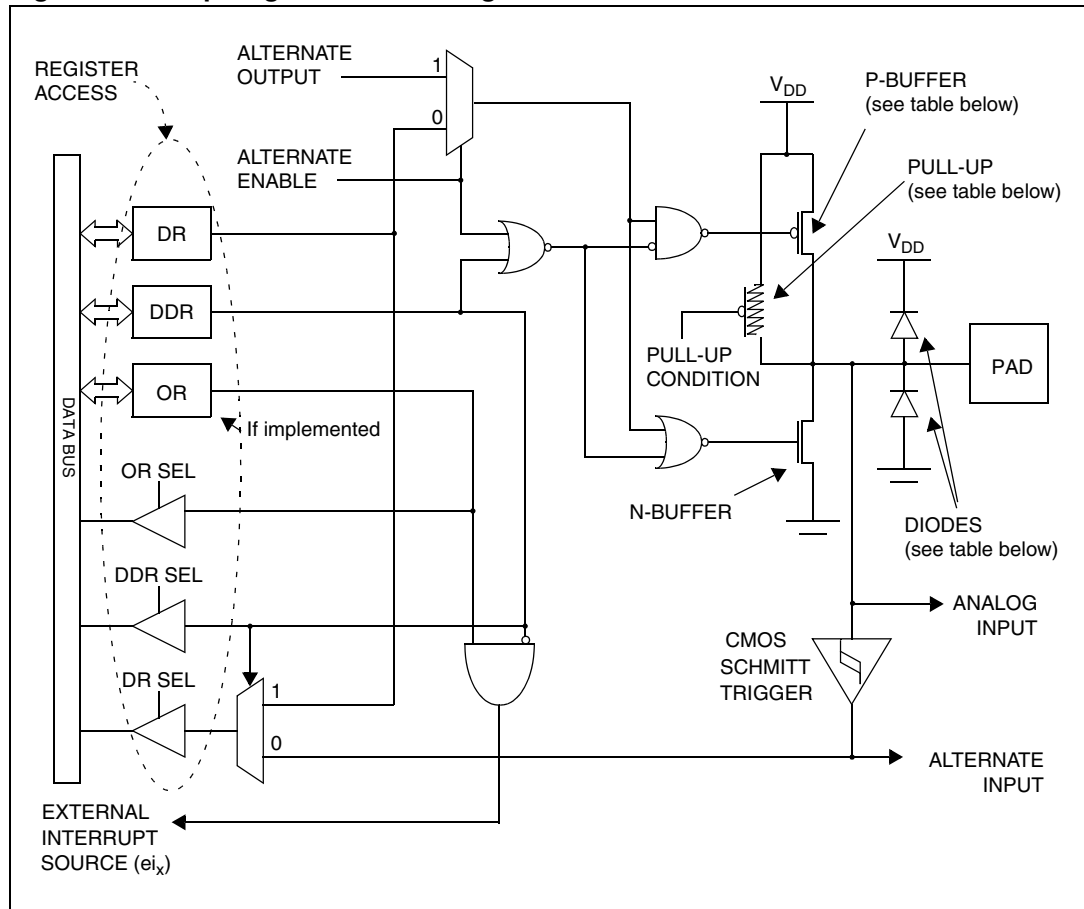 REGISTER
ACCESS
ALTERNATE
OUTPUT
1
0
ALTERNATE
ENABLE
VDD
P-BUFFER
(see table below)
PULL-UP
(see table below)
VDD
DR
DDR
OR
If implemented
DATA BUS
PULL-UP
CONDITION
PAD
OR SEL
N-BUFFER
DIODES
(see table below)
DDR SEL
ANALOG
INPUT
CMOS
SCHMITT
TRIGGER
DR SEL
1
0
ALTERNATE
INPUT
EXTERNAL
INTERRUPT
SOURCE (eix)